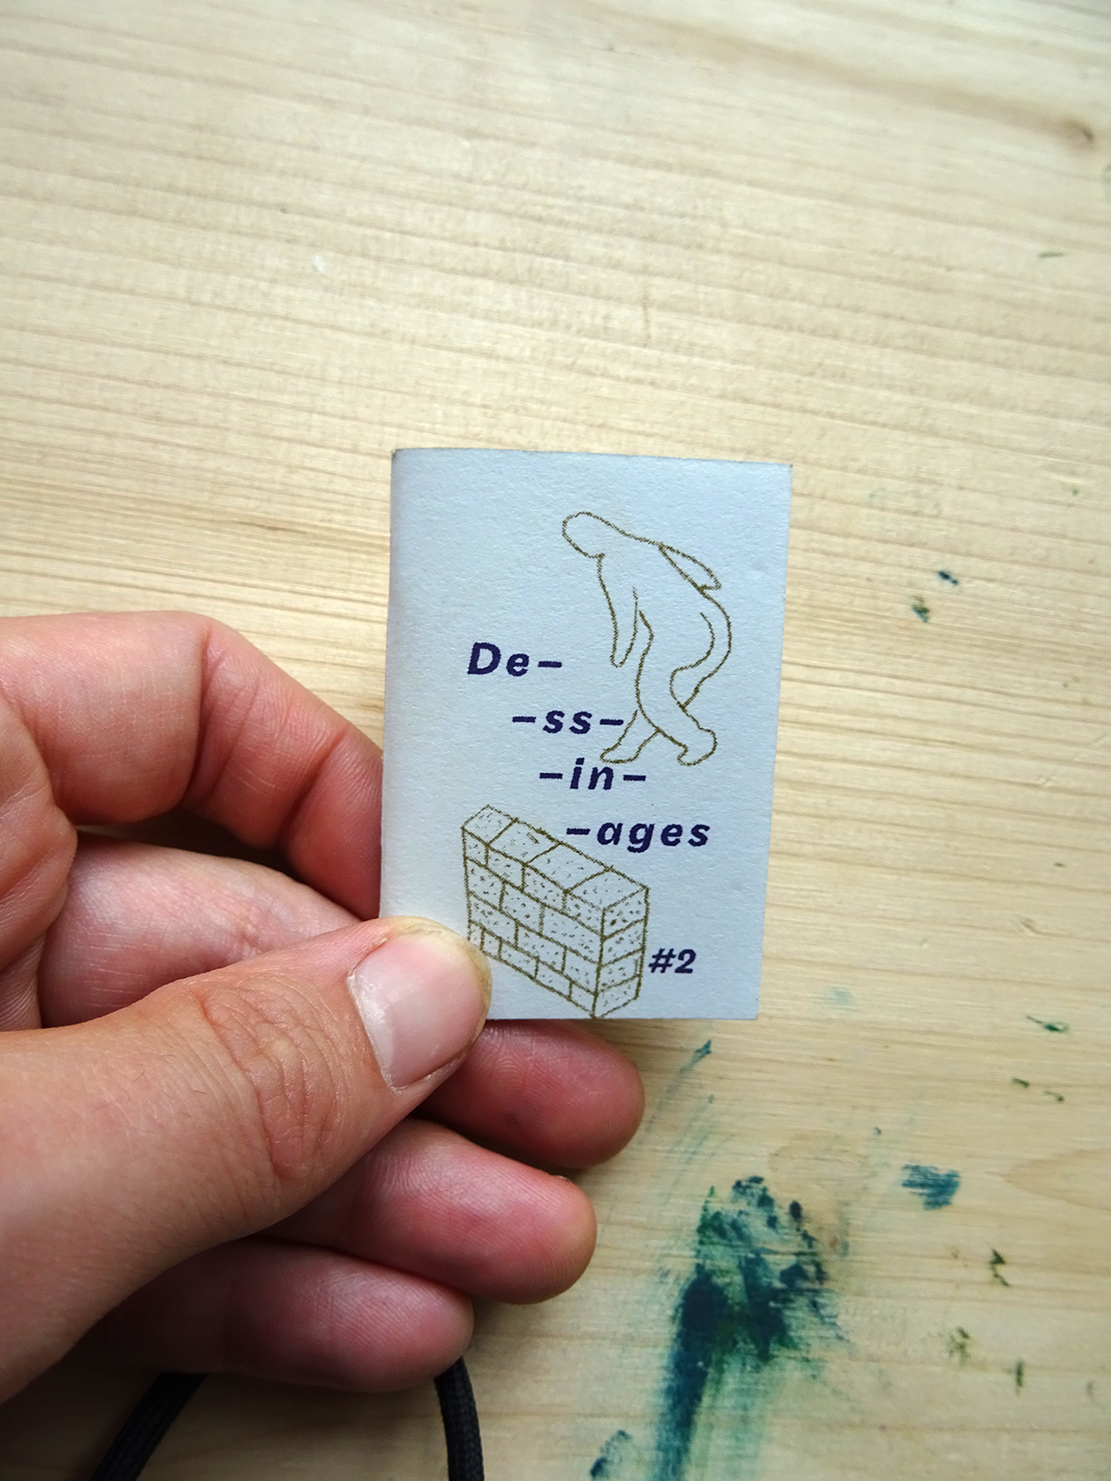 De–
–ss–
–in–
–ages
#2